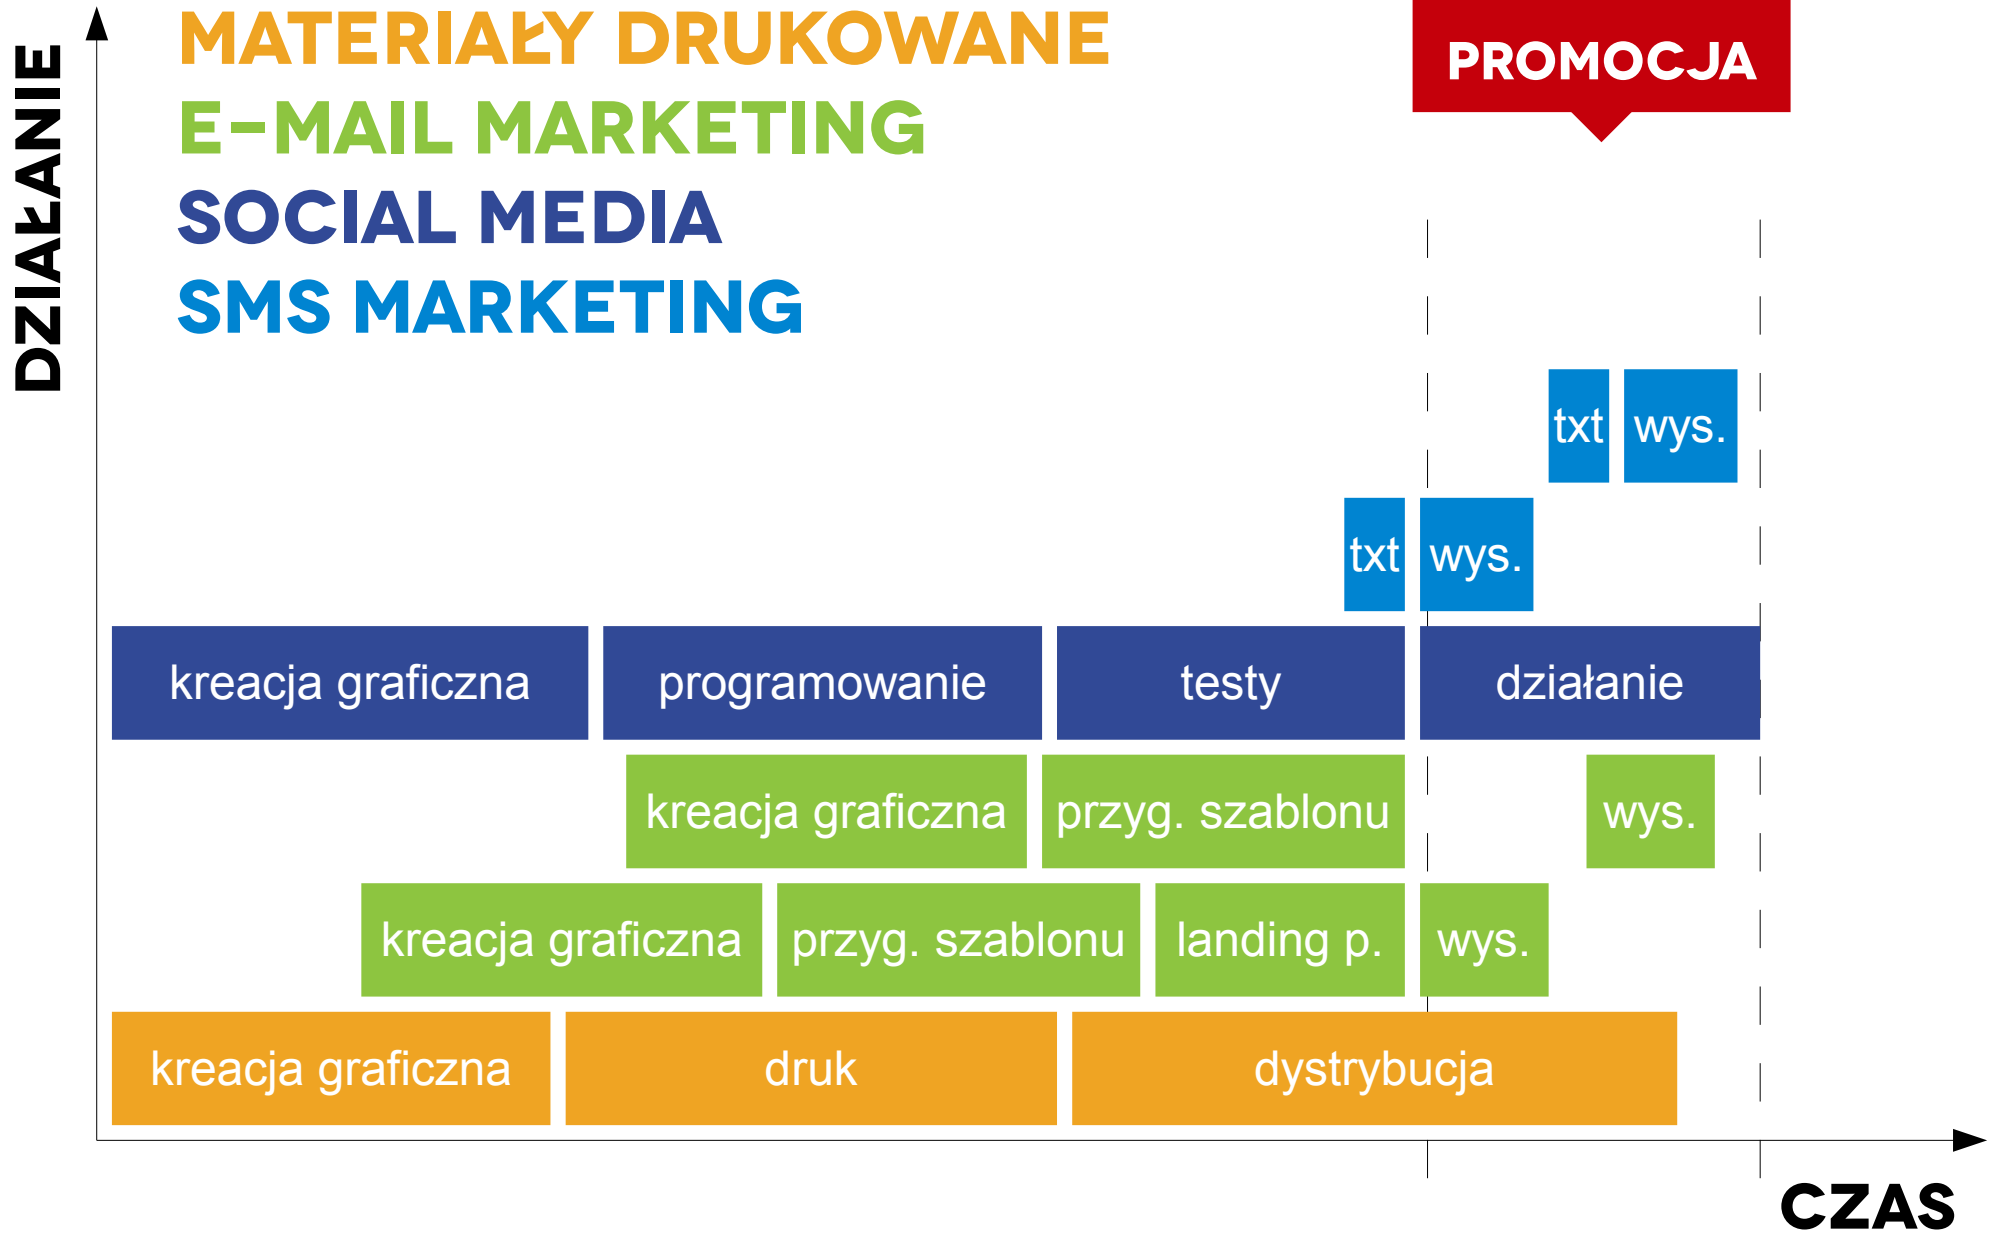 DZIAŁANIE
MATERIAŁY DRUKOWANE
E-MAIL MARKETING
SOCIAL MEDIA
SMS MARKETING
PROMOCJA
txt wys.
txt wys.
kreacja graficzna programowanie testy działanie
kreacja graficzna przyg. szablonu wys.
kreacja graficzna przyg. szablonu landing p. wys.
kreacja graficzna druk dystrybucja
CZAS